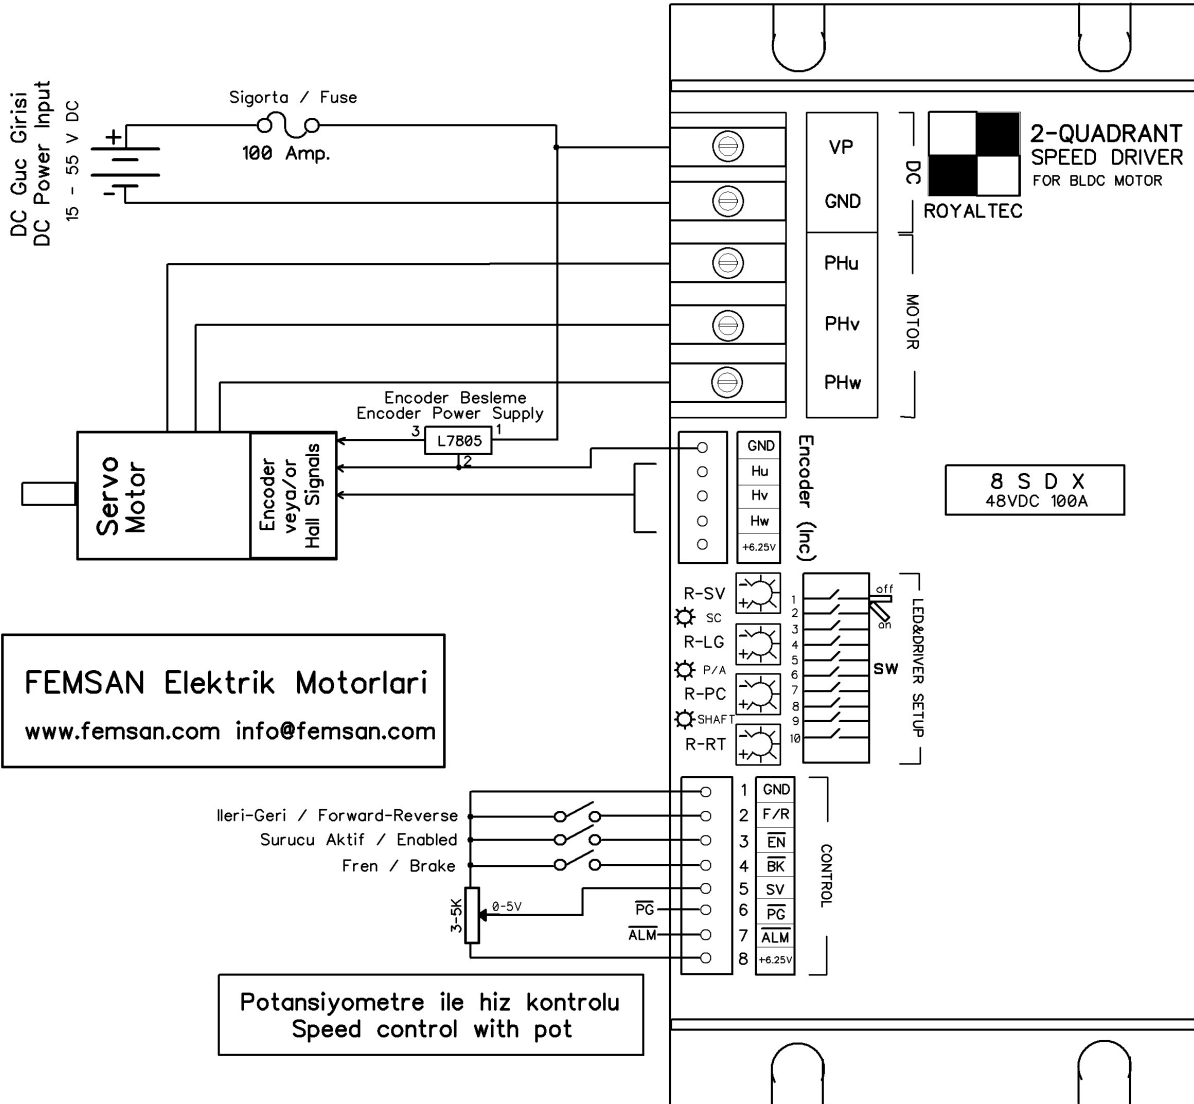 DC Guc Girisi
DC Power Input
15 - 55 V DC
+
-
Sigorta / Fuse
100 Amp.
VP
GND
PHu
PHv
PHw
DC
MOTOR
2-QUADRANT
SPEED DRIVER
FOR BLDC MOTOR
ROYALTEC
Encoder Besleme
Encoder Power Supply
3
L7805
1
2
Servo
Motor
Encoder
veya/or
Hall Signals
GND
Hu
Hv
Hw
+6.25V
Encoder (Inc)
8 S D X
48VDC 100A
R-SV
SC
R-LG
P/A
R-PC
SHAFT
R-RT
- +
- +
- +
- +
1
2
3
4
5
6
7
8
9
10
off
on
SW
LED&DRIVER SETUP
FEMSAN Elektrik Motorlari
www.femsan.com info@femsan.com
Ileri-Geri / Forward-Reverse
Surucu Aktif / Enabled
Fren / Brake
3-5K
0-5V
PG
ALM
1 GND
2 F/R
3 EN
4 BK
5 SV
6 PG
7 ALM
8 +6.25V
CONTROL
Potansiyometre ile hiz kontrolu
Speed control with pot